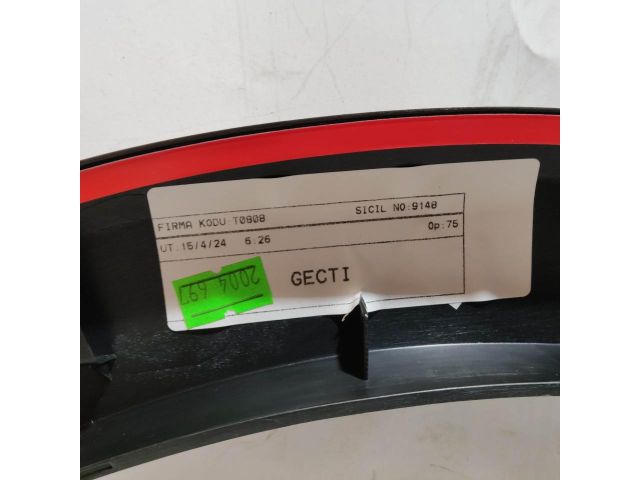 FIRMA KODU:T0808 SICIL NO:9148
UT:15/4/24 6:26 Op:75
GECTI
2004 697